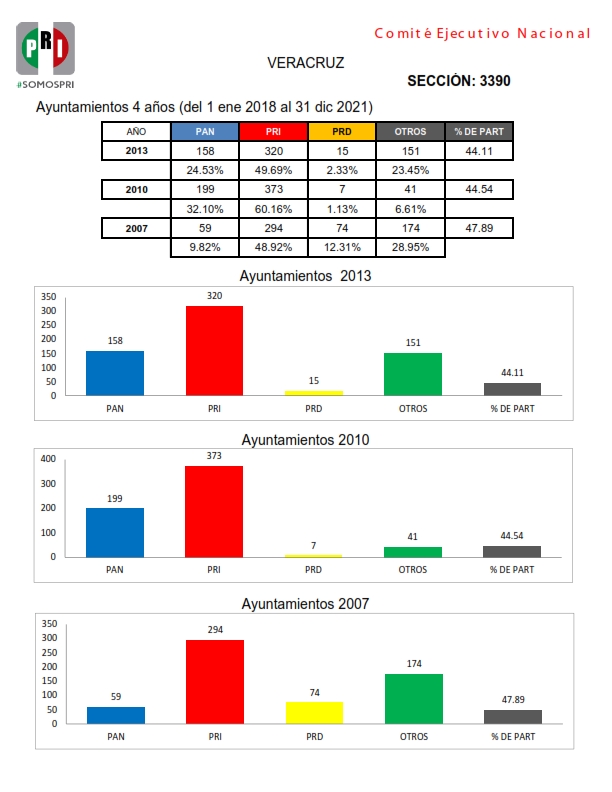 Comité Ejecutivo Nacional
PRI
#SOMOSPRI
VERACRUZ
SECCIÓN: 3390
Ayuntamientos 4 años (del 1 ene 2018 al 31 dic 2021)
AÑO PAN PRI PRD OTROS % DE PART
2013 158 320 15 151 44.11
24.53% 49.69% 2.33% 23.45%
2010 199 373 7 41 44.54
32.10% 60.16% 1.13% 6.61%
2007 59 294 74 174 47.89
9.82% 48.92% 12.31% 28.95%
Ayuntamientos 2013
350
300
250
200
150
100
50
0
158 320 15 151 44.11
PAN PRI PRD OTROS % DE PART
Ayuntamientos 2010
400
300
200
100
0
199 373 7 41 44.54
PAN PRI PRD OTROS % DE PART
Ayuntamientos 2007
350
300
250
200
150
100
50
0
59 294 74 174 47.89
PAN PRI PRD OTROS % DE PART